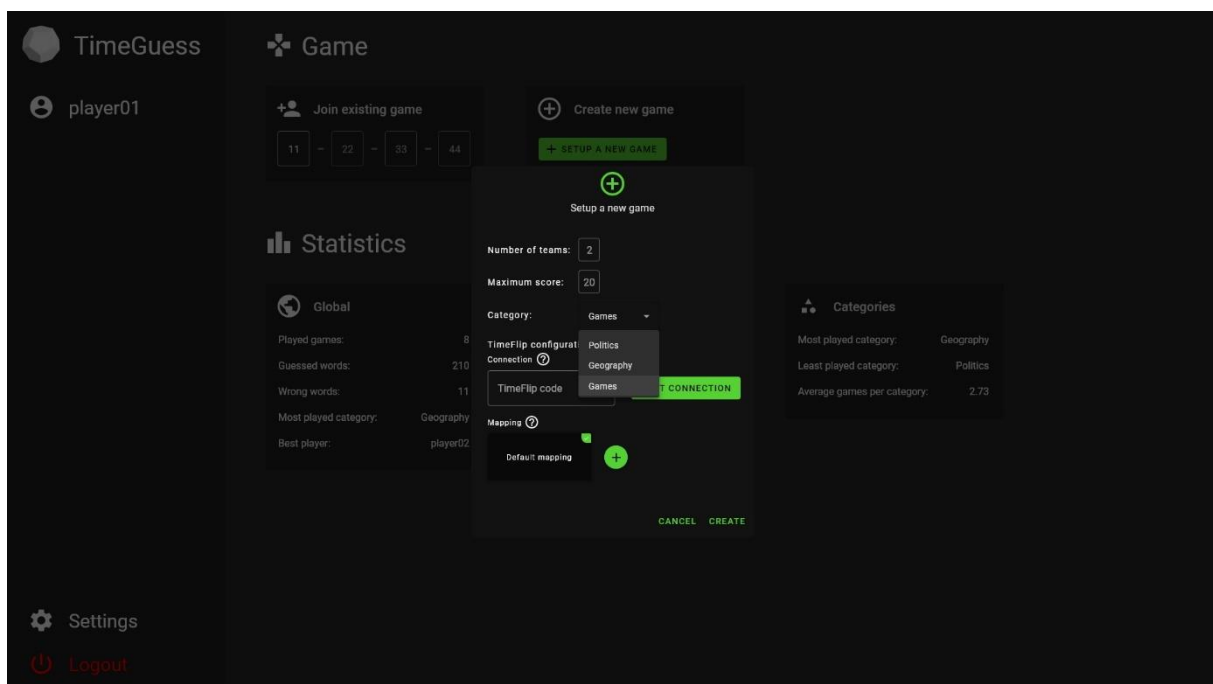 TimeGuess
player01
Game
Join existing game
11 - 22 - 33 - 44
Create new game
+ SETUP A NEW GAME
Setup a new game
Number of teams: 2
Maximum score: 20
Category: Games
Politics
Geography
Games
TimeFlip configurati
Connection ?
TimeFlip code
T CONNECTION
Mapping ?
Default mapping
+
CANCEL CREATE
Statistics
Global
Played games: 8
Guessed words: 210
Wrong words: 11
Most played category: Geography
Best player: player02
Categories
Most played category: Geography
Least played category: Politics
Average games per category: 2.73
Settings
Logout